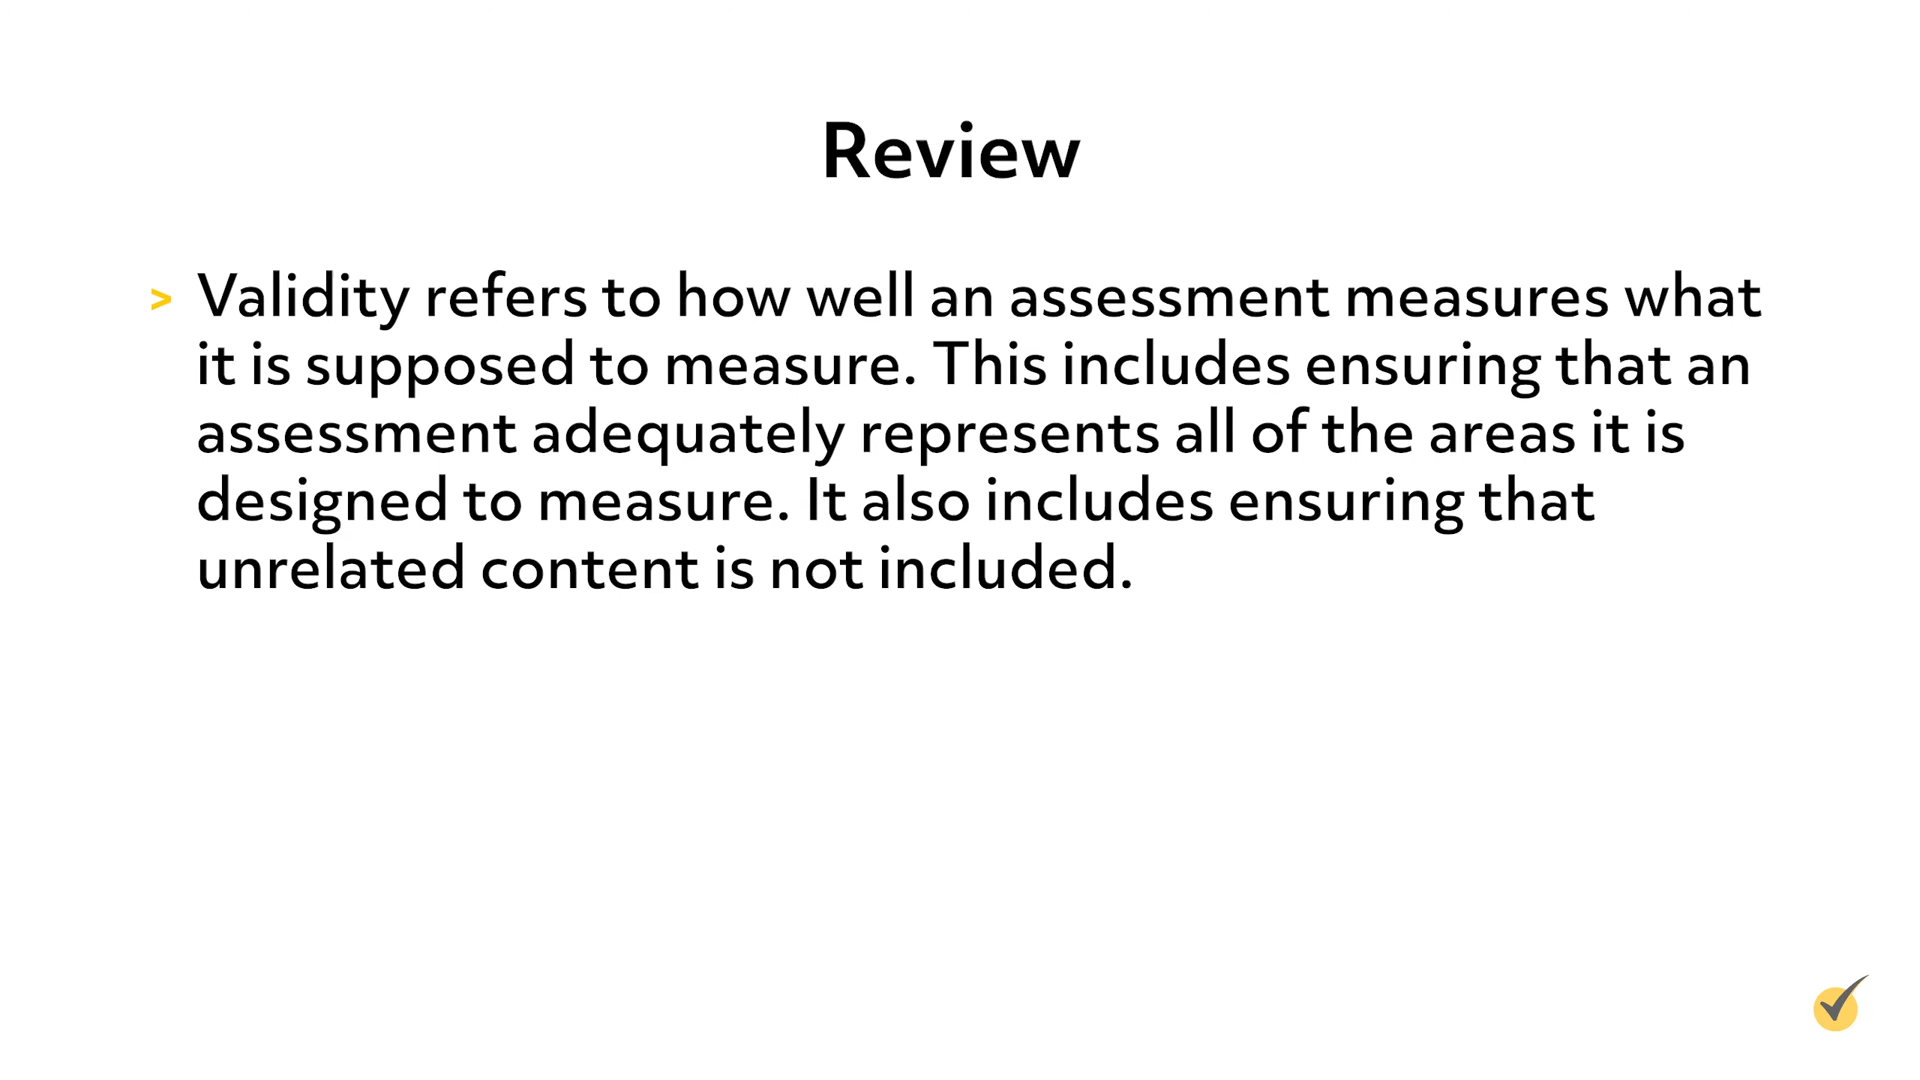 Review
> Validity refers to how well an assessment measures what
it is supposed to measure. This includes ensuring that an
assessment adequately represents all of the areas it is
designed to measure. It also includes ensuring that
unrelated content is not included.